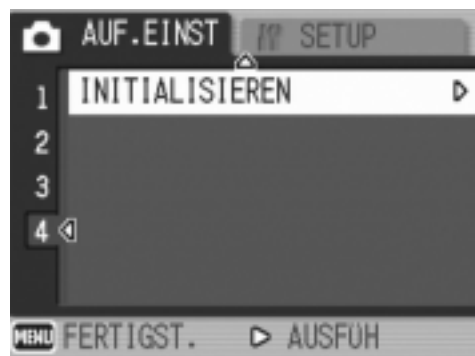 AUF.EINST SETUP
1 INITIALISIEREN
2
3
4
MENU FERTIGST. AUSFÜH